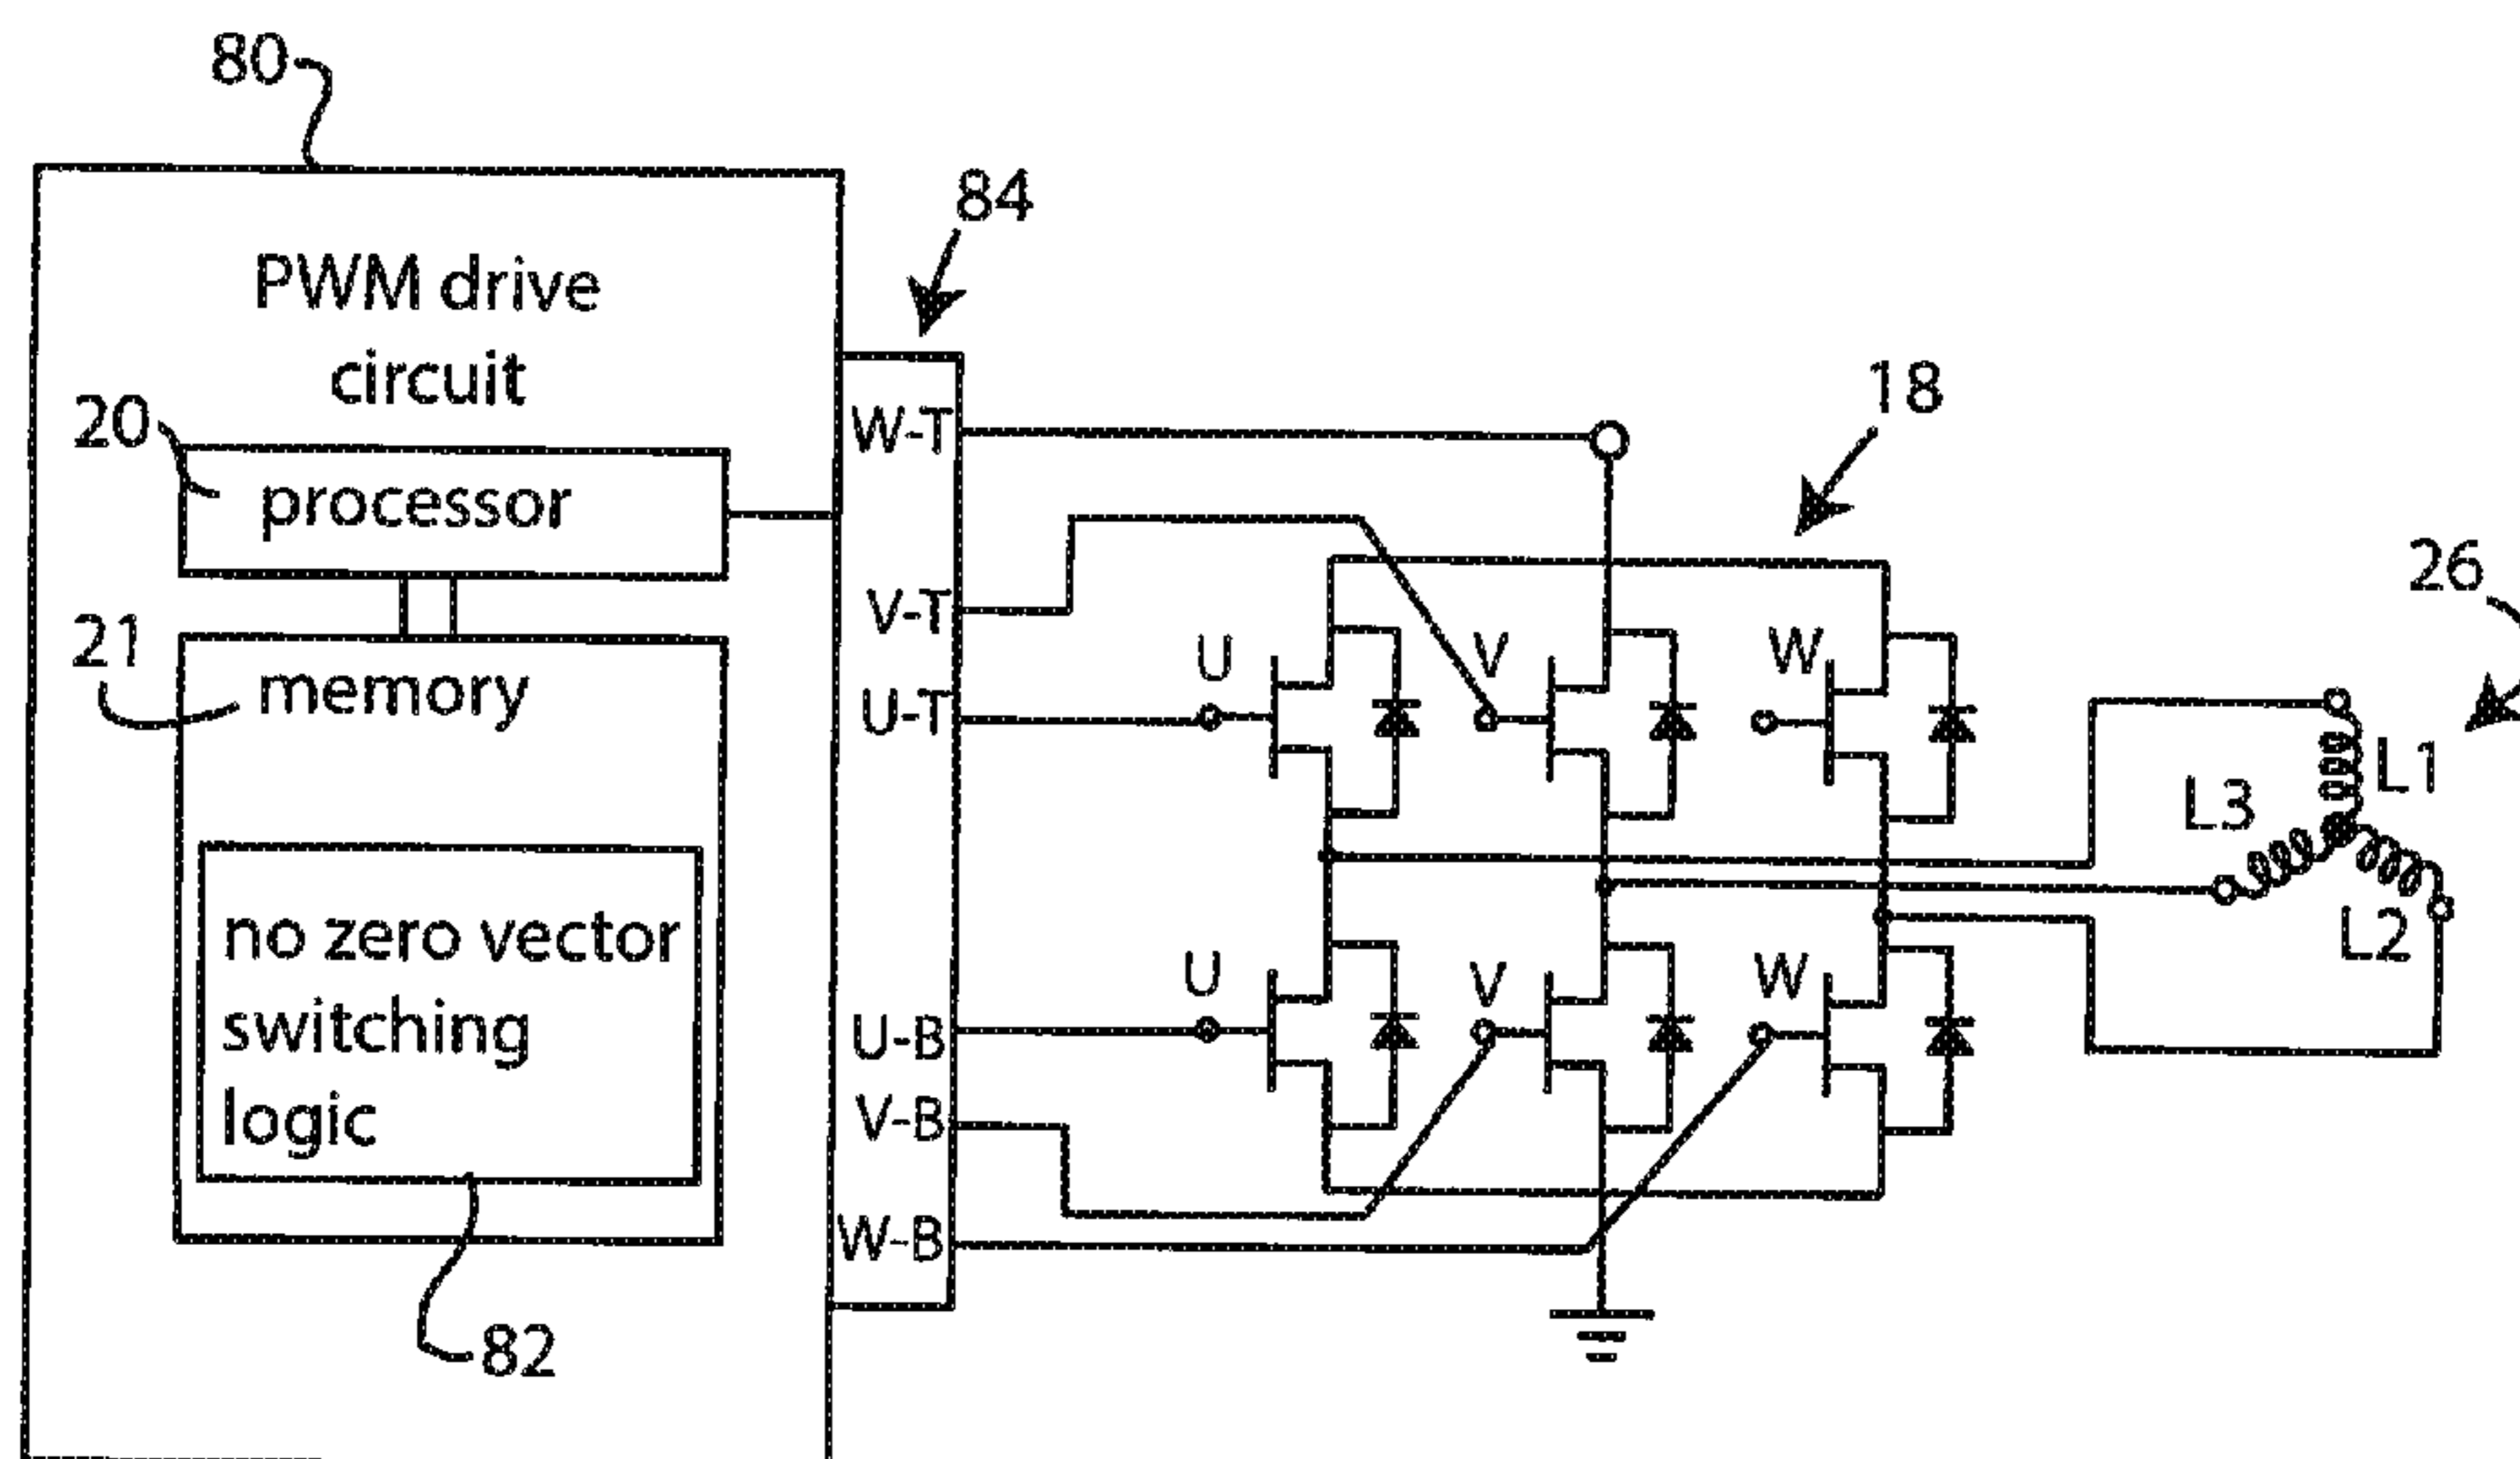 80
84
PWM drive
circuit
20
processor
21
memory
no zero vector
switching
logic
82
W-T
V-T
U-T
U-B
V-B
W-B
18
26
U
V
W
U
V
W
L1
L3
L2